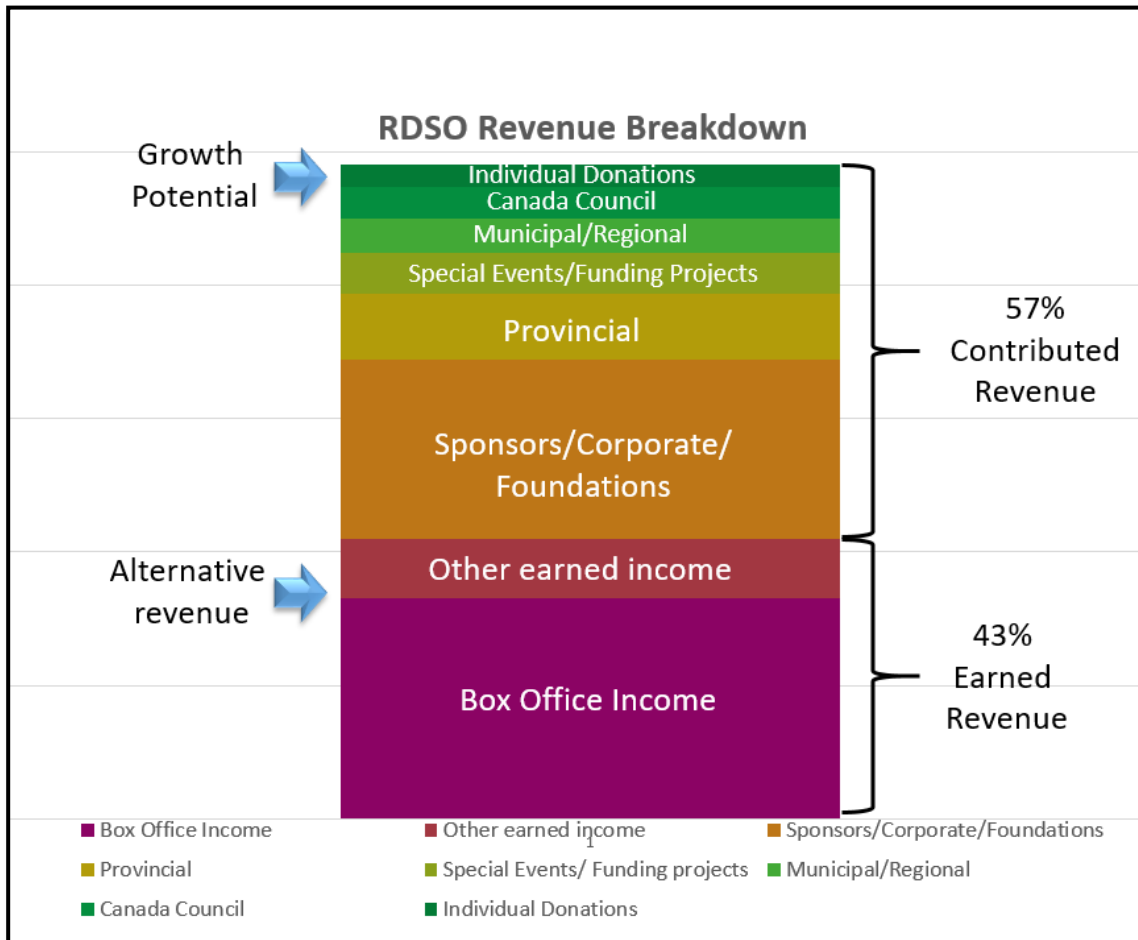 RDSO Revenue Breakdown
Growth
Potential
Individual Donations
Canada Council
Municipal/Regional
Special Events/Funding Projects
Provincial
Sponsors/Corporate/
Foundations
57%
Contributed
Revenue
Alternative
revenue
Other earned income
Box Office Income
43%
Earned
Revenue
Box Office Income
Other earned income
Sponsors/Corporate/Foundations
1
Provincial
Special Events/ Funding projects
Municipal/Regional
Canada Council
Individual Donations